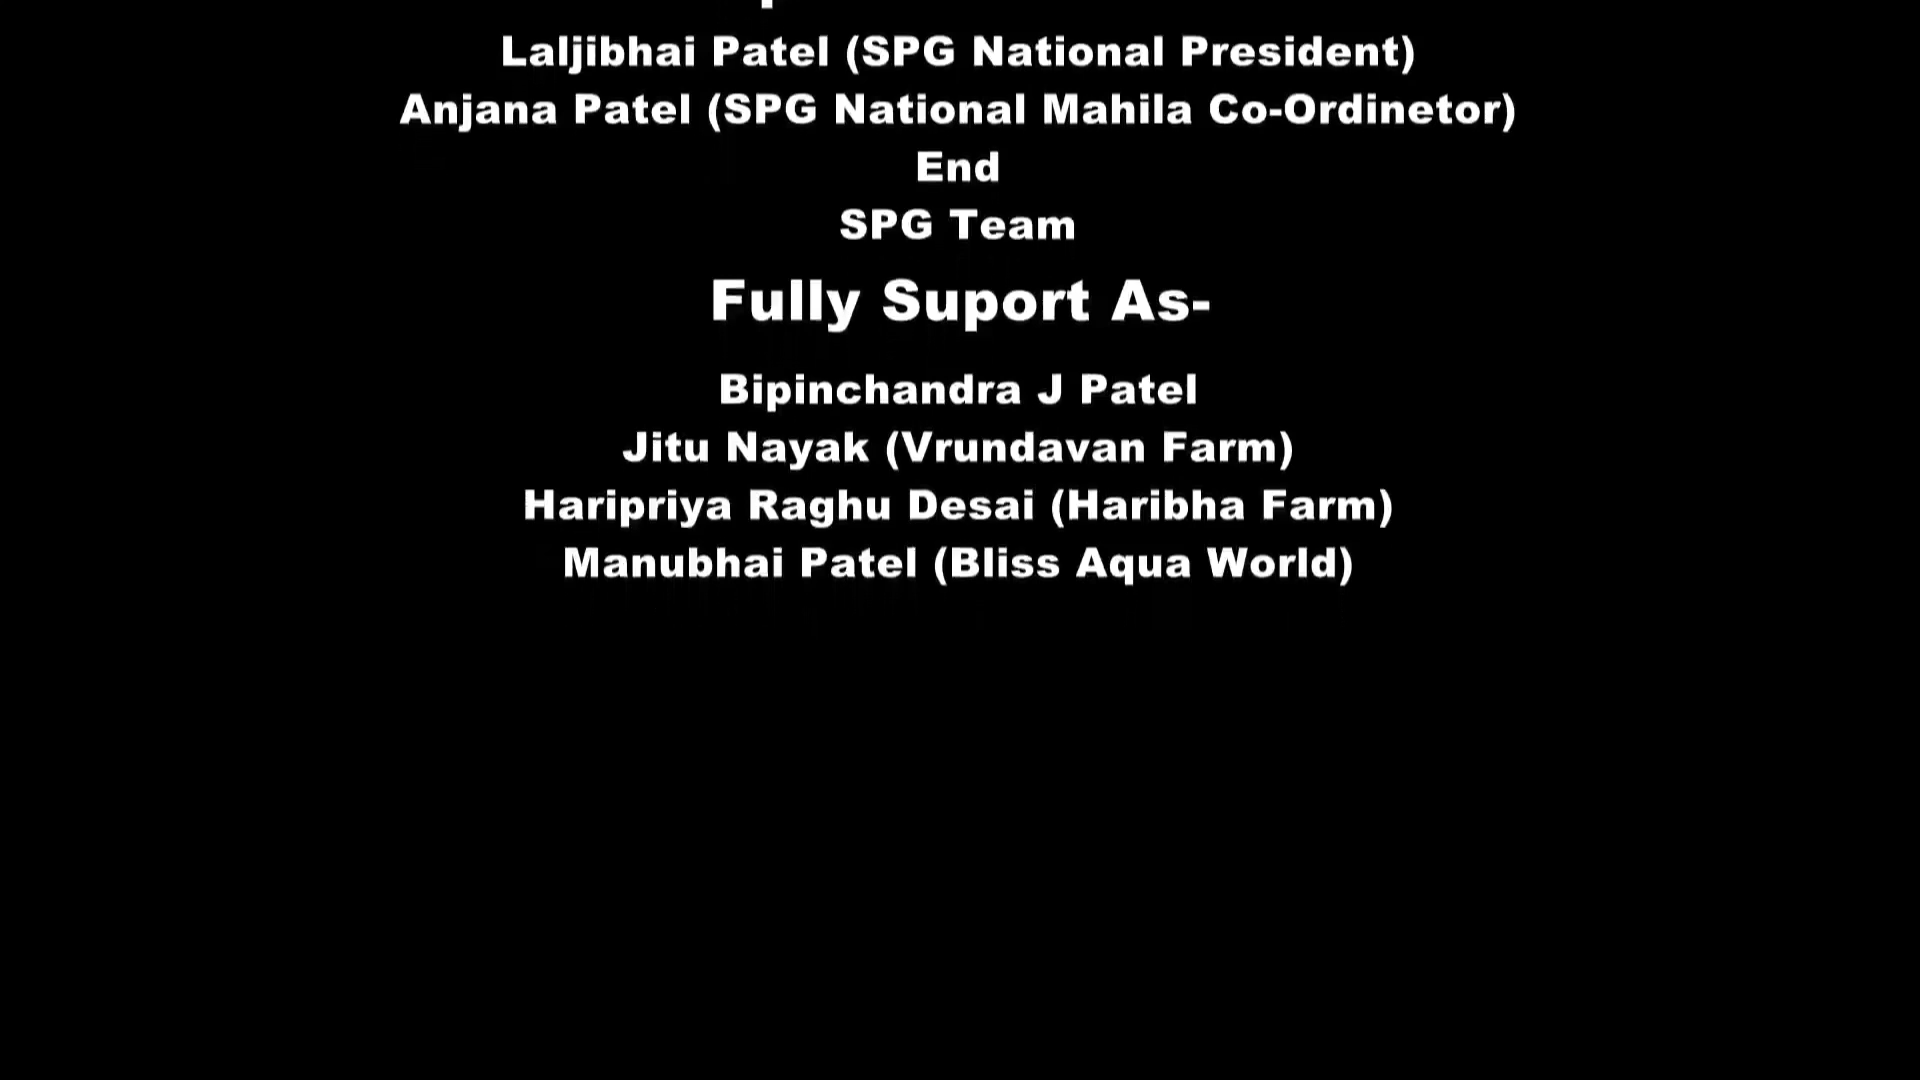 Laljibhai Patel (SPG National President)
Anjana Patel (SPG National Mahila Co-Ordinetor)
End
SPG Team
Fully Suport As-
Bipinchandra J Patel
Jitu Nayak (Vrundavan Farm)
Haripriya Raghu Desai (Haribha Farm)
Manubhai Patel (Bliss Aqua World)